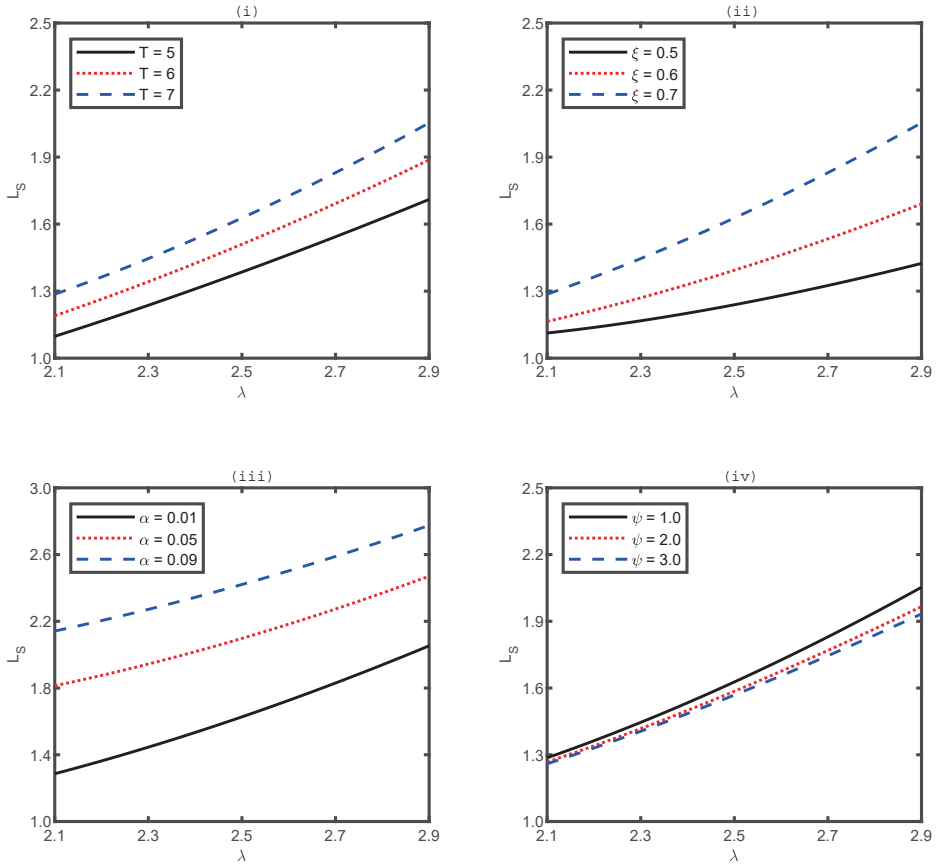 (i)
2.5
2.2
1.9
1.6
1.3
1.0
L_S
T = 5
T = 6
T = 7
2.1 2.3 2.5 2.7 2.9
λ
(ii)
2.5
2.2
1.9
1.6
1.3
1.0
L_S
ξ = 0.5
ξ = 0.6
ξ = 0.7
2.1 2.3 2.5 2.7 2.9
λ
(iii)
3.0
2.6
2.2
1.8
1.4
1.0
L_S
α = 0.01
α = 0.05
α = 0.09
2.1 2.3 2.5 2.7 2.9
λ
(iv)
2.5
2.2
1.9
1.6
1.3
1.0
L_S
ψ = 1.0
ψ = 2.0
ψ = 3.0
2.1 2.3 2.5 2.7 2.9
λ